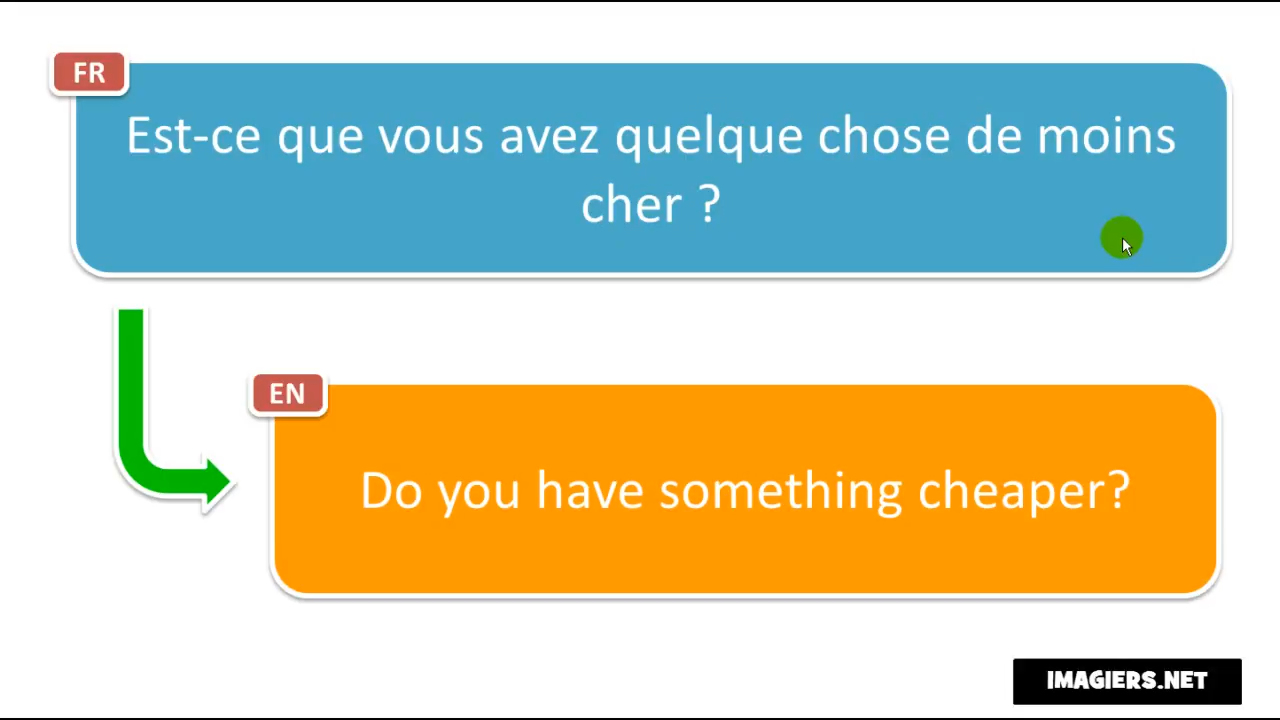 FR
Est-ce que vous avez quelque chose de moins
cher ?
EN
Do you have something cheaper?
IMAGIERS.NET